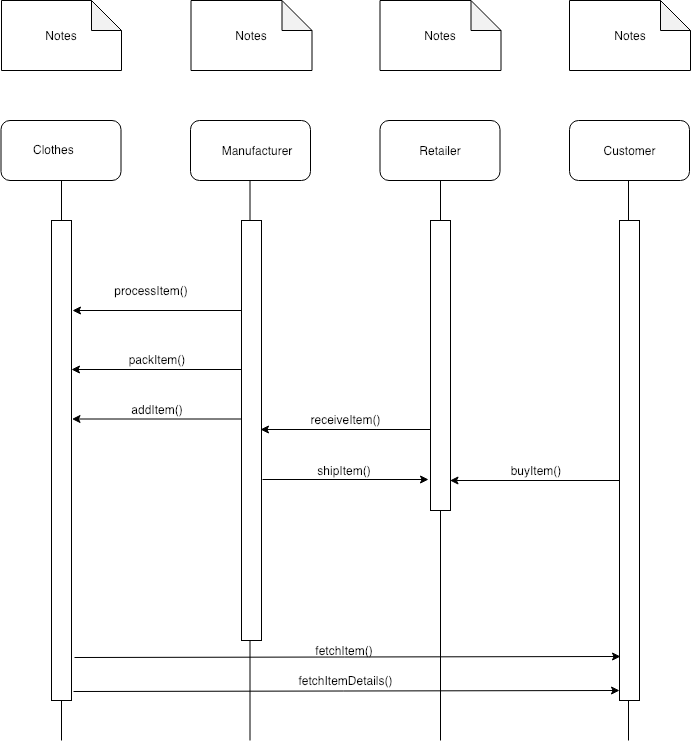 Notes
Notes
Notes
Notes
Clothes
Manufacturer
Retailer
Customer
processItem()
packItem()
addItem()
receiveItem()
shipItem()
buyItem()
fetchItem()
fetchItemDetails()